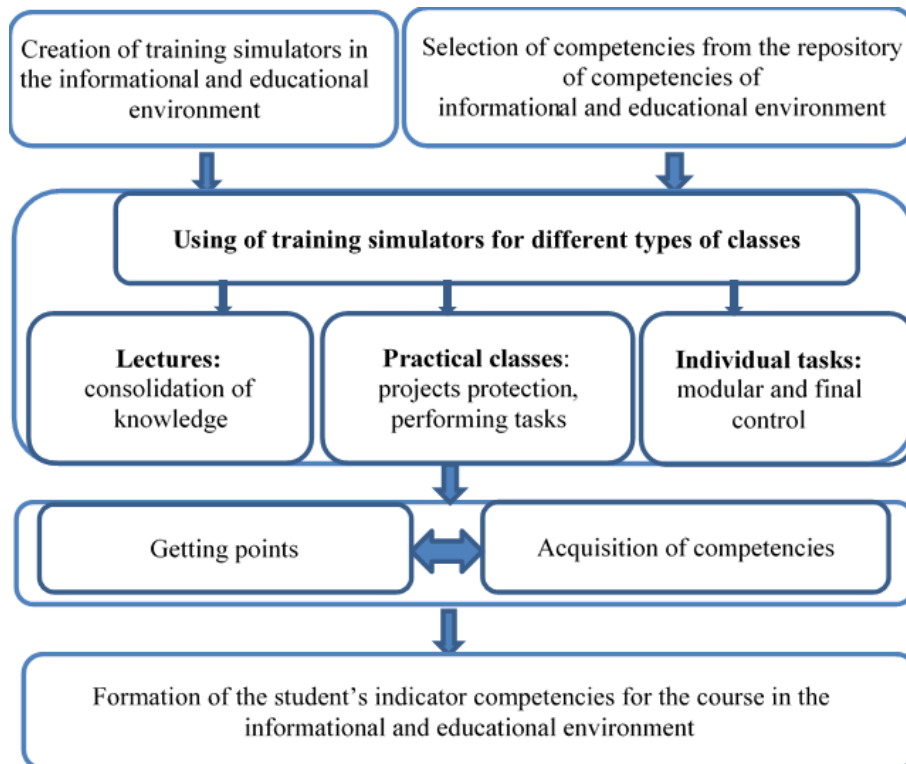 Creation of training simulators in
the informational and educational
environment
Selection of competencies from the repository
of competencies of
informational and educational environment
Using of training simulators for different types of classes
Lectures:
consolidation of
knowledge
Practical classes:
projects protection,
performing tasks
Individual tasks:
modular and final
control
Getting points
Acquisition of competencies
Formation of the student’s indicator competencies for the course in the
informational and educational environment